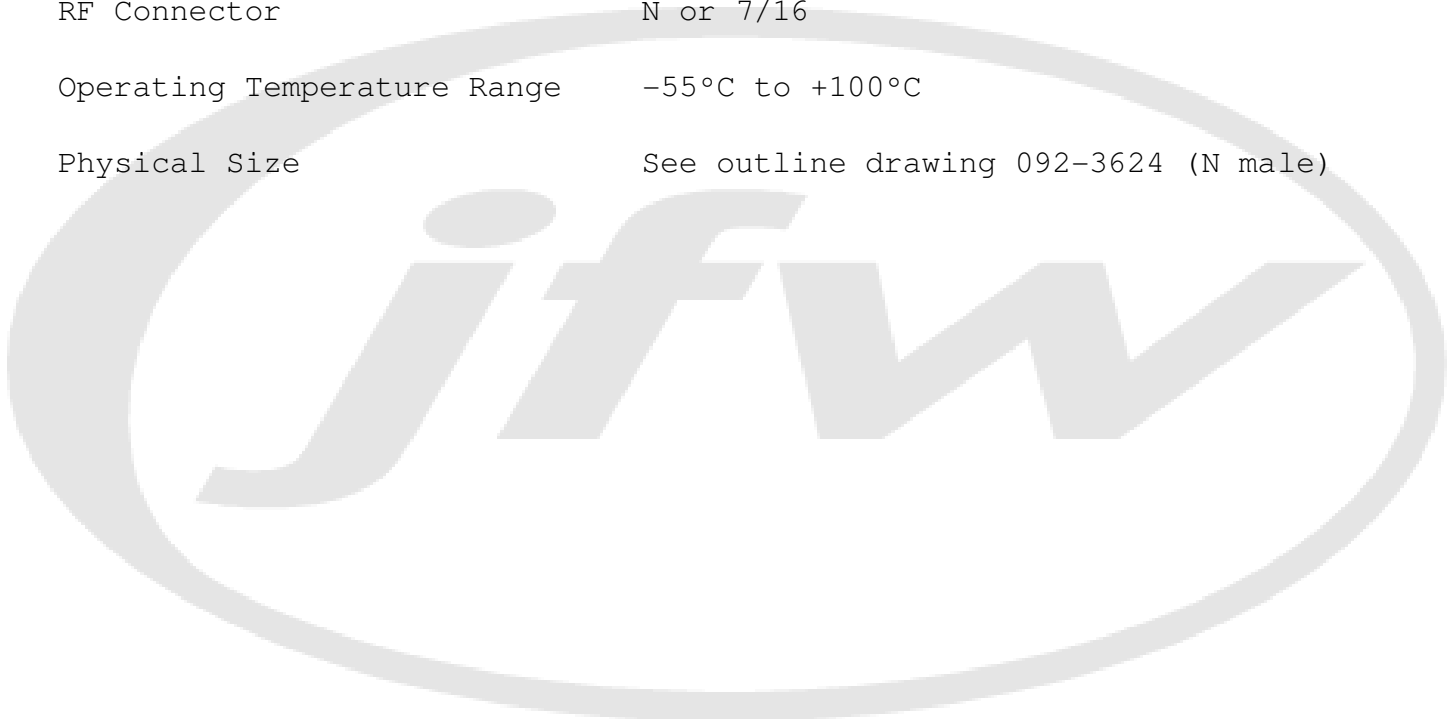 RF Connector N or 7/16
Operating Temperature Range -55°C to +100°C
Physical Size See outline drawing 092-3624 (N male)
jfw